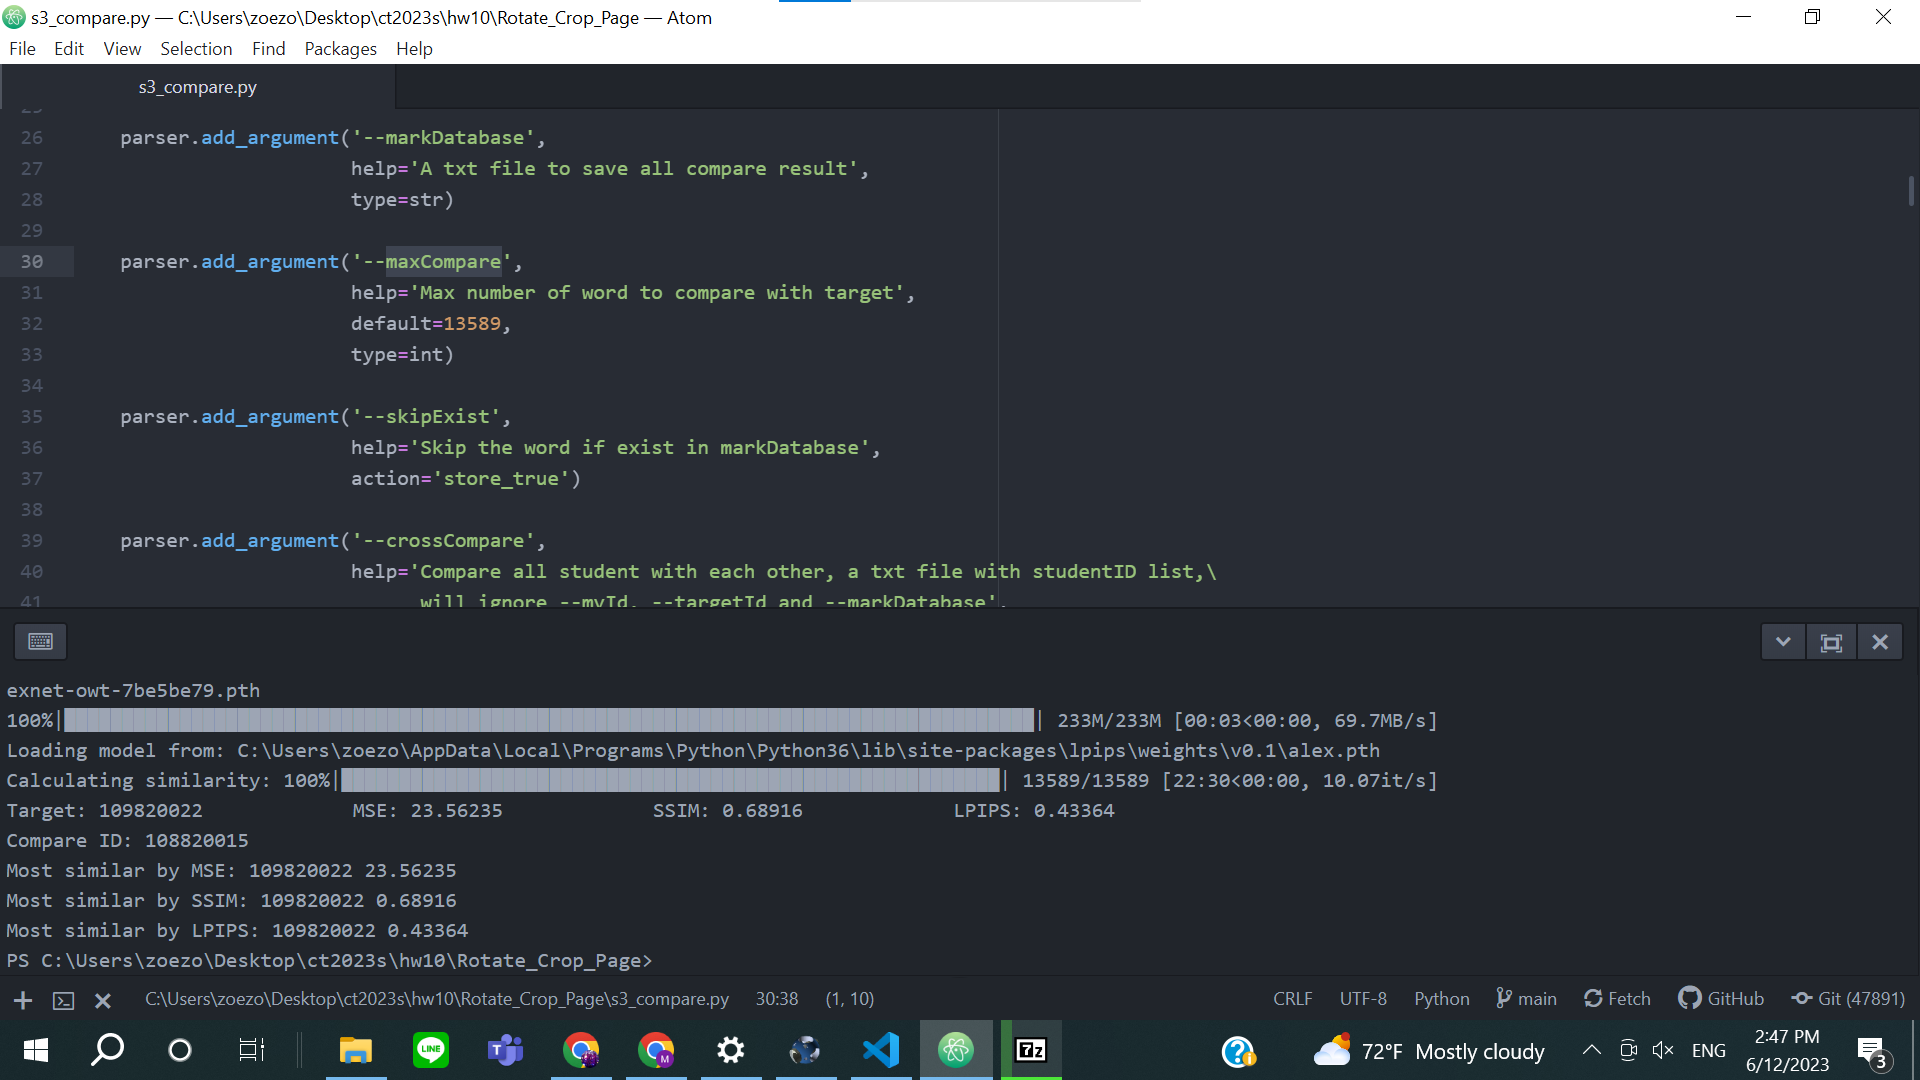 s3_compare.py — C:\Users\zoezo\Desktop\ct2023s\hw10\Rotate_Crop_Page — Atom
File Edit View Selection Find Packages Help
s3_compare.py
25
26 parser.add_argument('--markDatabase',
27 help='A txt file to save all compare result',
28 type=str)
29
30 parser.add_argument('--maxCompare',
31 help='Max number of word to compare with target',
32 default=13589,
33 type=int)
34
35 parser.add_argument('--skipExist',
36 help='Skip the word if exist in markDatabase',
37 action='store_true')
38
39 parser.add_argument('--crossCompare',
40 help='Compare all student with each other, a txt file with studentID list,\
41 will ignore --myId, --targetId and --markDatabase',
exnet-owt-7be5be79.pth
100%| | 233M/233M [00:03<00:00, 69.7MB/s]
Loading model from: C:\Users\zoezo\AppData\Local\Programs\Python\Python36\lib\site-packages\lpips\weights\v0.1\alex.pth
Calculating similarity: 100%| | 13589/13589 [22:30<00:00, 10.07it/s]
Target: 109820022 MSE: 23.56235 SSIM: 0.68916 LPIPS: 0.43364
Compare ID: 108820015
Most similar by MSE: 109820022 23.56235
Most similar by SSIM: 109820022 0.68916
Most similar by LPIPS: 109820022 0.43364
PS C:\Users\zoezo\Desktop\ct2023s\hw10\Rotate_Crop_Page>
C:\Users\zoezo\Desktop\ct2023s\hw10\Rotate_Crop_Page\s3_compare.py 30:38 (1, 10) CRLF UTF-8 Python main Fetch GitHub Git (47891)
LINE T M 7z 72°F Mostly cloudy ENG 2:47 PM
6/12/2023 3